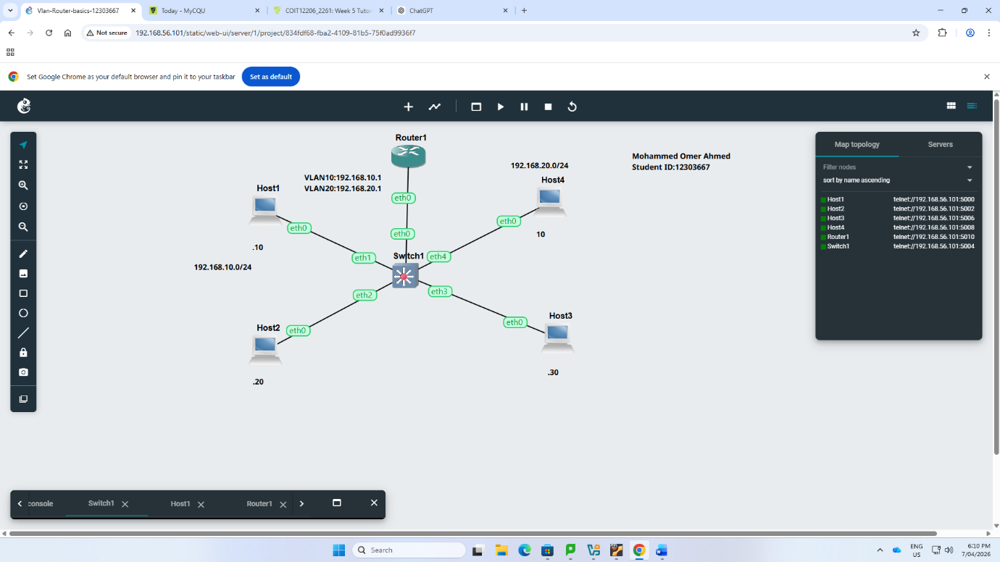 Vlan-Router-basics-12303667
Today - MyCQU
COIT12206_2261: Week 5 Tutor
ChatGPT
Not secure
192.168.56.101/static/web-ui/server/1/project/834fdf68-fba2-4109-81b5-75f0ad9936f7
Set Google Chrome as your default browser and pin it to your taskbar
Set as default
Router1
Mohammed Omer Ahmed
Student ID:12303667
192.168.20.0/24
VLAN10:192.168.10.1
VLAN20:192.168.20.1
Host4
Host1
eth0
eth0
eth0
10
eth0
.10
Switch1
eth4
eth1
192.168.10.0/24
eth2
eth3
Host3
eth0
Host2
eth0
.30
.20
Map topology
Servers
Filter nodes
sort by name ascending
Host1 telnet://192.168.56.101:5000
Host2 telnet://192.168.56.101:5002
Host3 telnet://192.168.56.101:5006
Host4 telnet://192.168.56.101:5008
Router1 telnet://192.168.56.101:5010
Switch1 telnet://192.168.56.101:5004
console
Switch1
Host1
Router1
Search
ENG
US
6:10 PM
7/04/2026